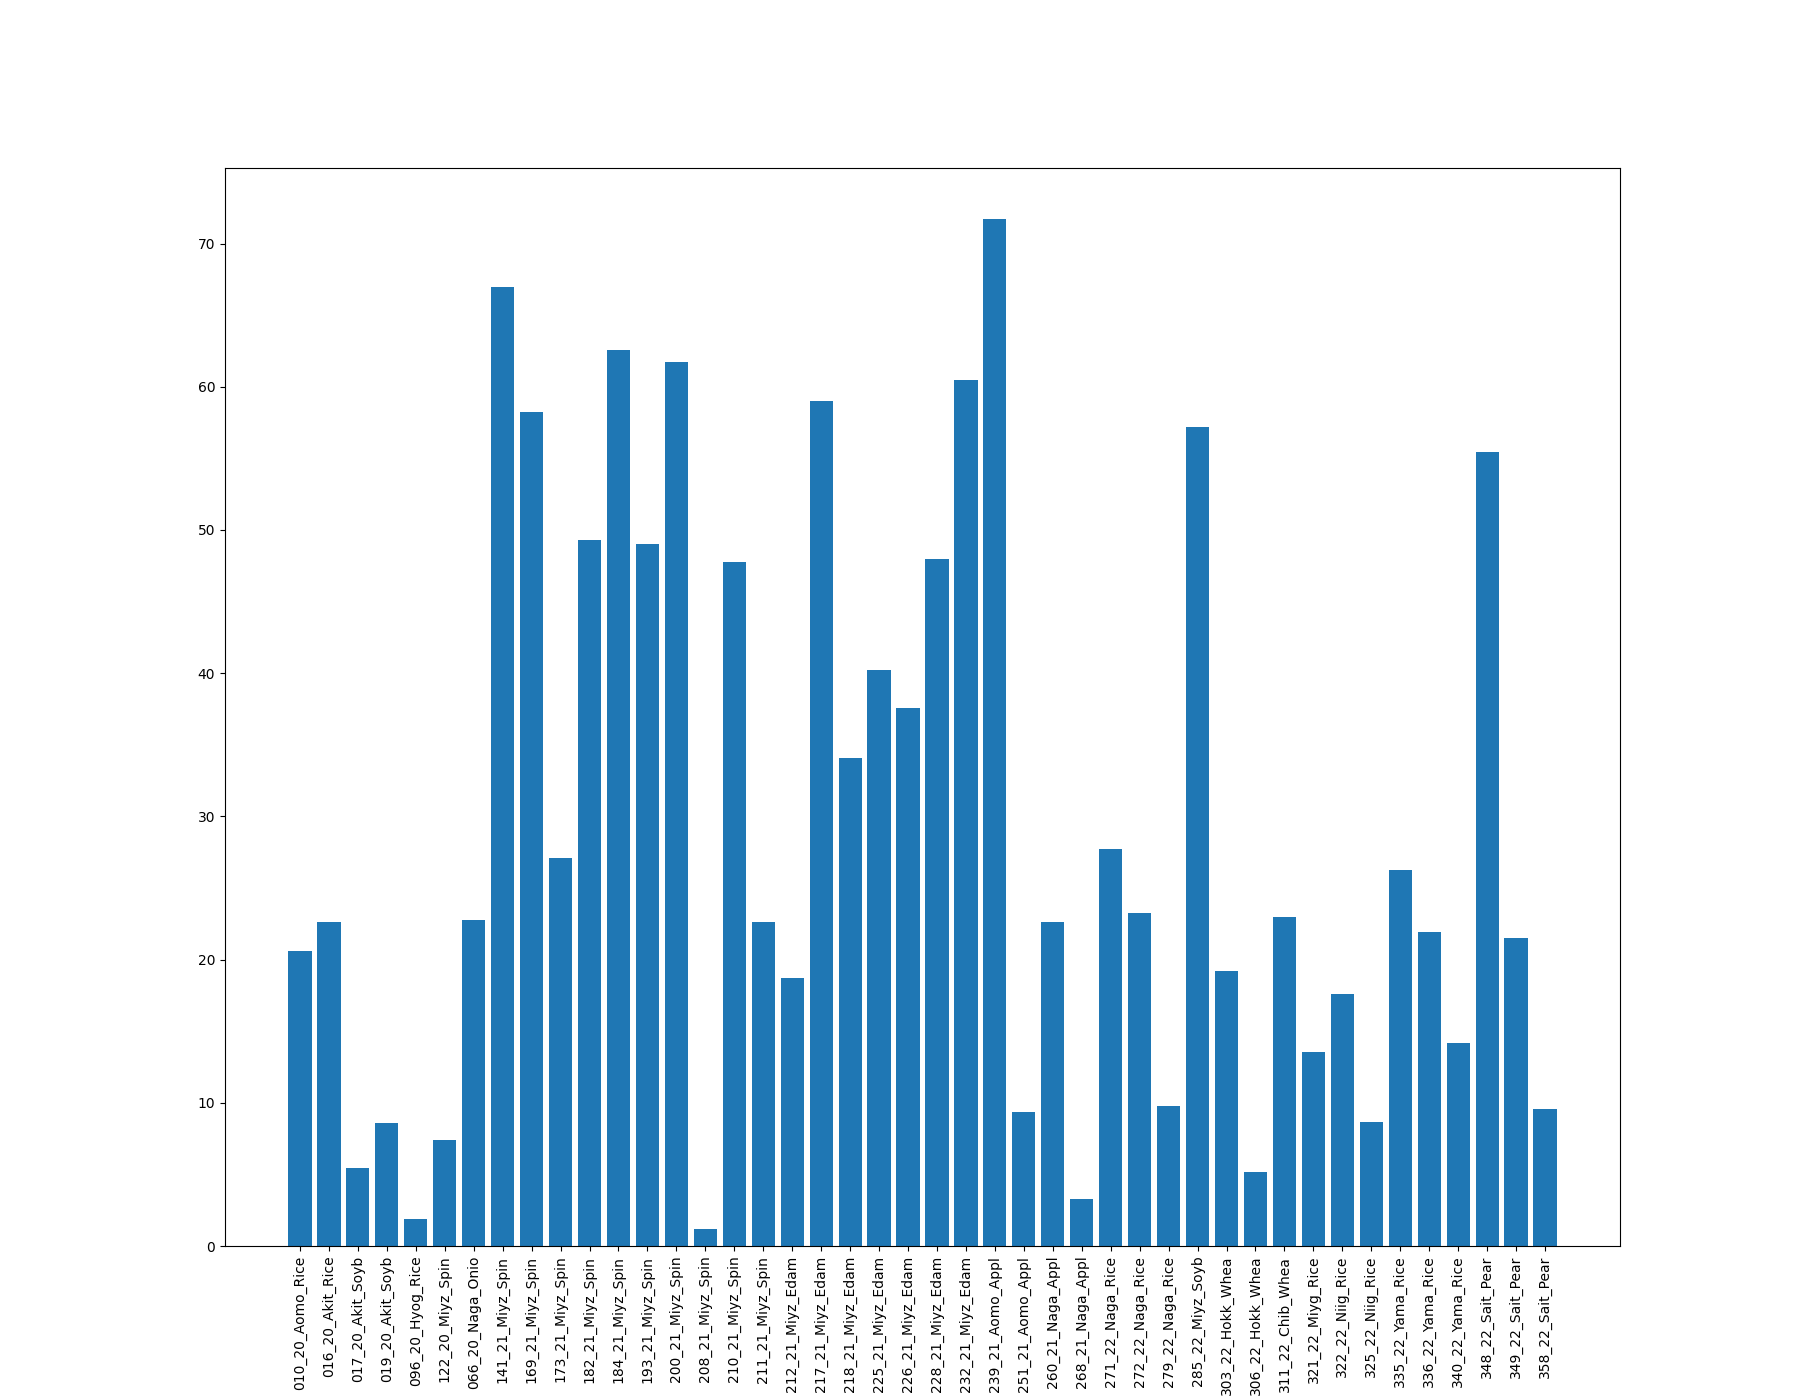 70
60
50
40
30
20
10
0
010_20_Aomo_Rice
016_20_Akit_Rice
017_20_Akit_Soyb
019_20_Akit_Soyb
096_20_Hyog_Rice
122_20_Miyz_Spin
066_20_Naga_Onio
141_21_Miyz_Spin
169_21_Miyz_Spin
173_21_Miyz_Spin
182_21_Miyz_Spin
184_21_Miyz_Spin
193_21_Miyz_Spin
200_21_Miyz_Spin
208_21_Miyz_Spin
210_21_Miyz_Spin
211_21_Miyz_Spin
212_21_Miyz_Edam
217_21_Miyz_Edam
218_21_Miyz_Edam
225_21_Miyz_Edam
226_21_Miyz_Edam
228_21_Miyz_Edam
232_21_Miyz_Edam
239_21_Aomo_Appl
251_21_Aomo_Appl
260_21_Naga_Appl
268_21_Naga_Appl
271_22_Naga_Rice
272_22_Naga_Rice
279_22_Naga_Rice
285_22_Miyz_Soyb
303_22_Hokk_Whea
306_22_Hokk_Whea
311_22_Chib_Whea
321_22_Miyg_Rice
322_22_Niig_Rice
325_22_Niig_Rice
335_22_Yama_Rice
336_22_Yama_Rice
340_22_Yama_Rice
348_22_Sait_Pear
349_22_Sait_Pear
358_22_Sait_Pear